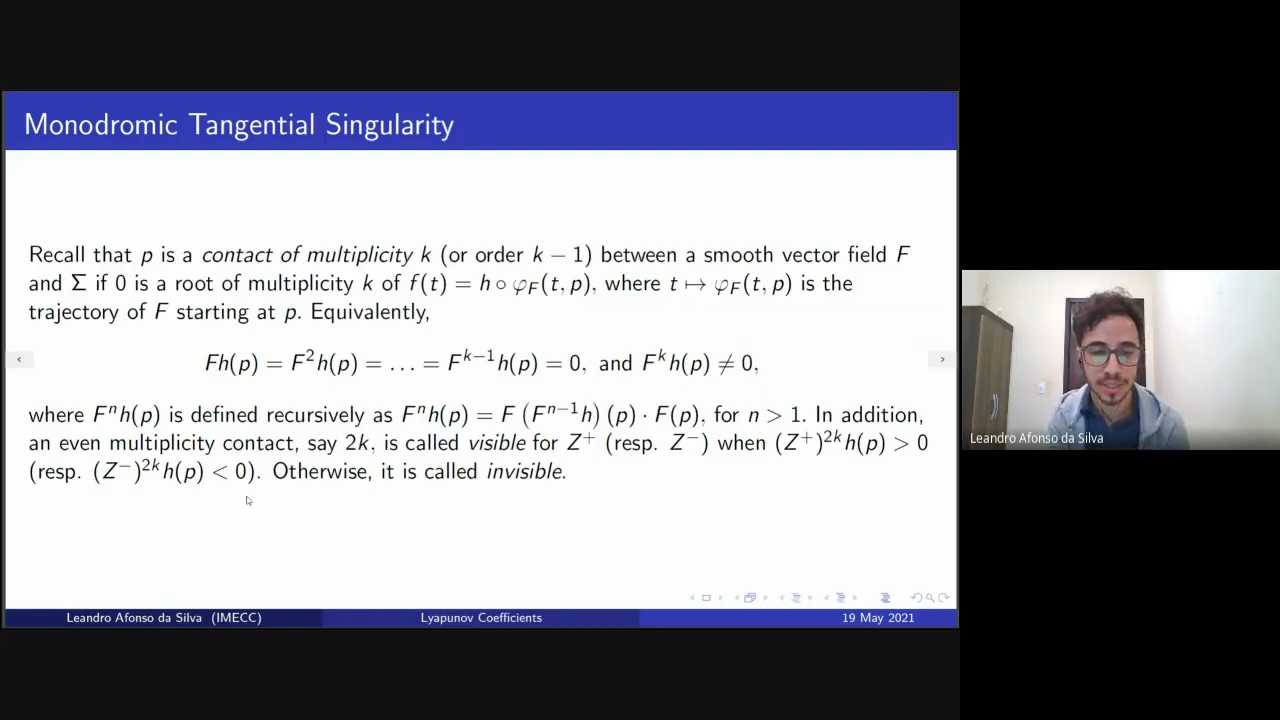 Monodromic Tangential Singularity
Recall that p is a contact of multiplicity k (or order k − 1) between a smooth vector field F
and Σ if 0 is a root of multiplicity k of f(t) = h ∘ φ_F(t, p), where t ↦ φ_F(t, p) is the
trajectory of F starting at p. Equivalently,
Fh(p) = F²h(p) = … = F^{k−1}h(p) = 0, and F^k h(p) ≠ 0,
where F^n h(p) is defined recursively as F^n h(p) = F (F^{n−1}h) (p) · F(p), for n > 1. In addition,
an even multiplicity contact, say 2k, is called visible for Z⁺ (resp. Z⁻) when (Z⁺)^{2k}h(p) > 0
(resp. (Z⁻)^{2k}h(p) < 0). Otherwise, it is called invisible.
Leandro Afonso da Silva (IMECC)
Lyapunov Coefficients
19 May 2021
Leandro Afonso da Silva